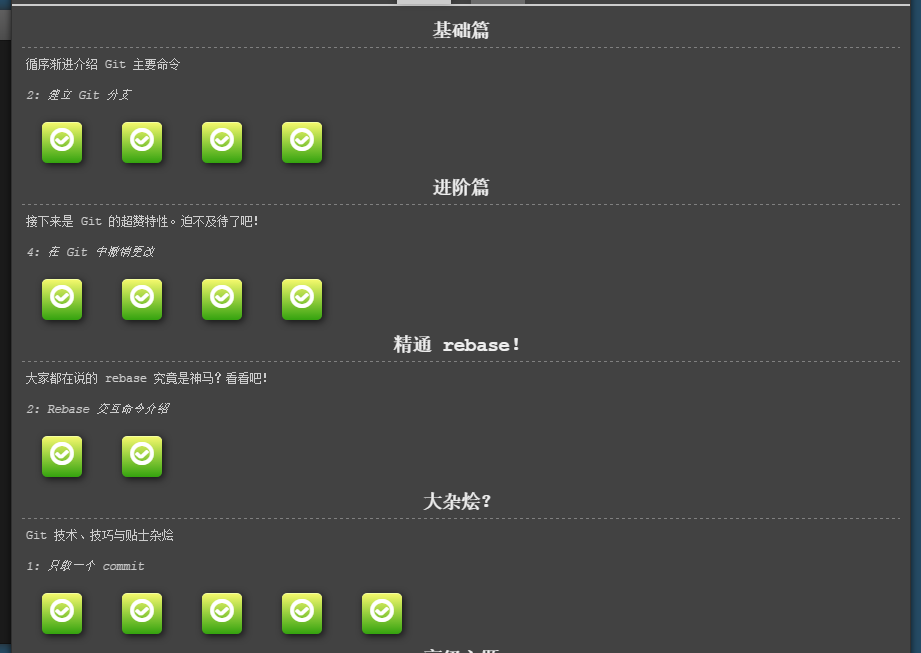 基础篇
循序渐进介绍 Git 主要命令
2: 建立 Git 分支
进阶篇
接下来是 Git 的超赞特性。迫不及待了吧!
4: 在 Git 中撤销更改
精通 rebase!
大家都在说的 rebase 究竟是神马?看看吧!
2: Rebase 交互命令介绍
大杂烩?
Git 技术、技巧与贴士杂烩
1: 只取一个 commit